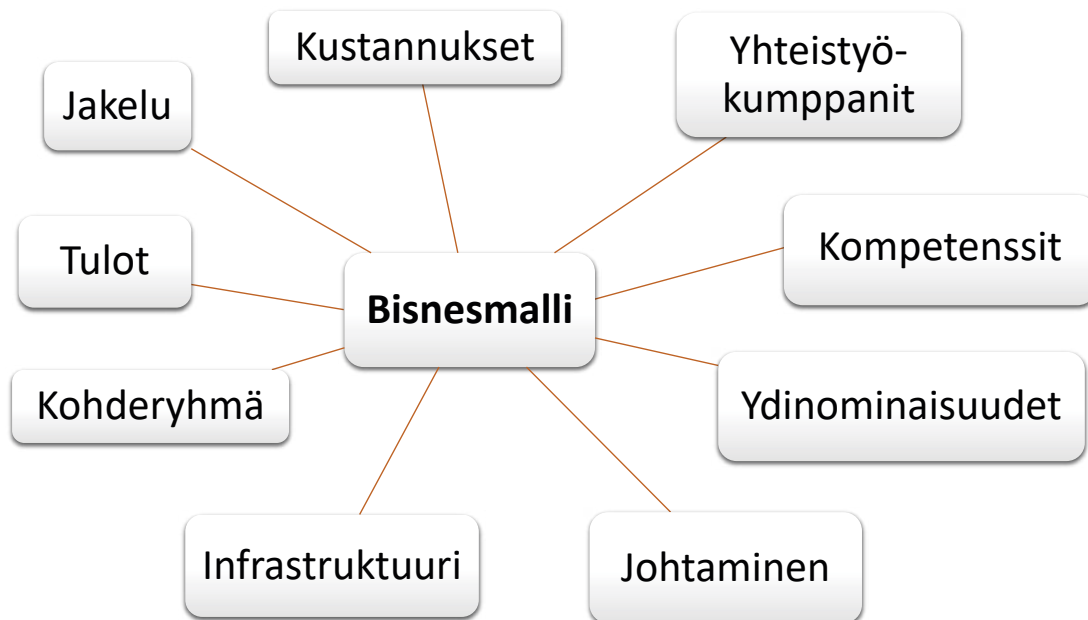 Kustannukset
Yhteistyö-
kumppanit
Jakelu
Kompetenssit
Tulot
Bisnesmalli
Kohderyhmä
Ydinominaisuudet
Infrastruktuuri
Johtaminen